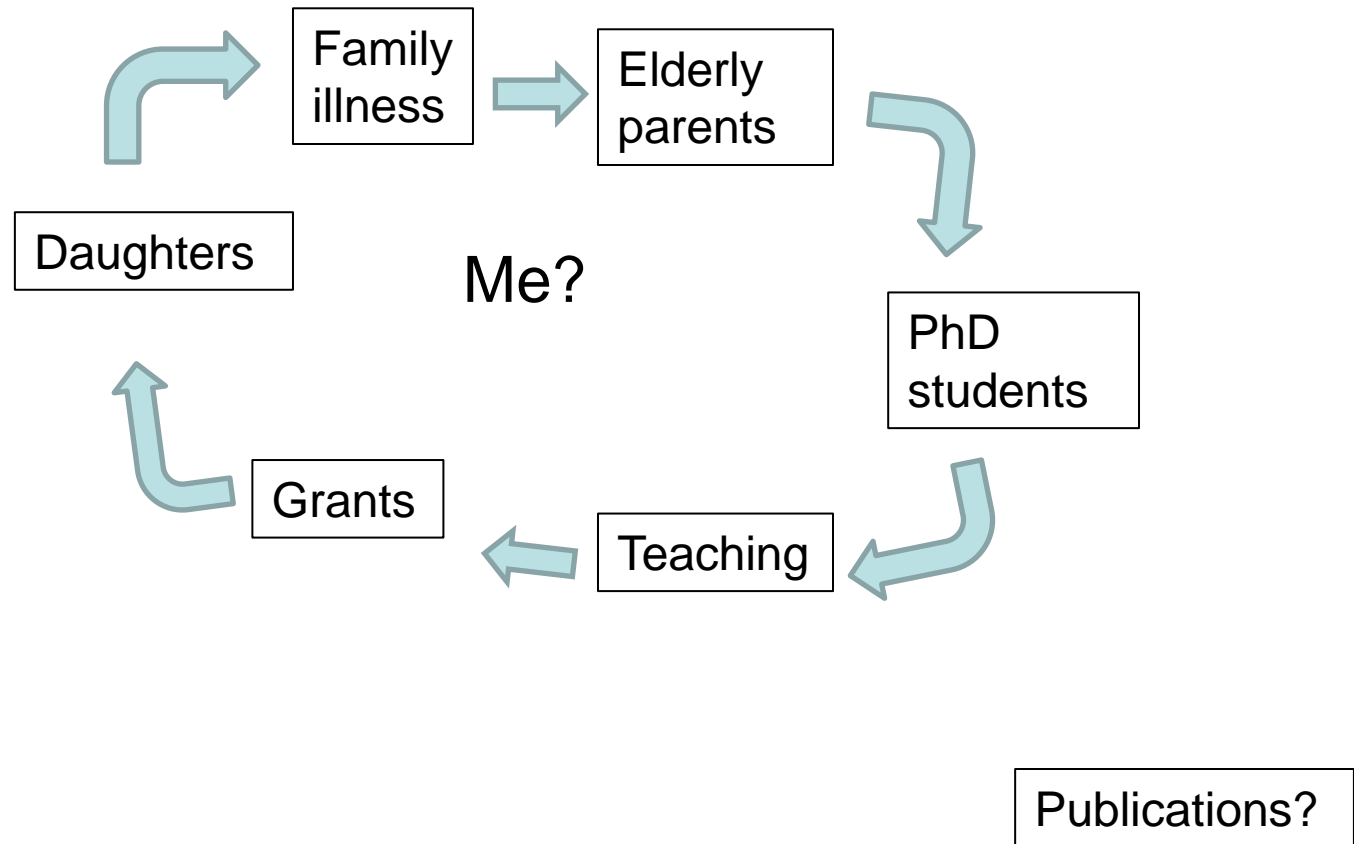 Family
illness
Elderly
parents
Daughters
Me?
PhD
students
Grants
Teaching
Publications?